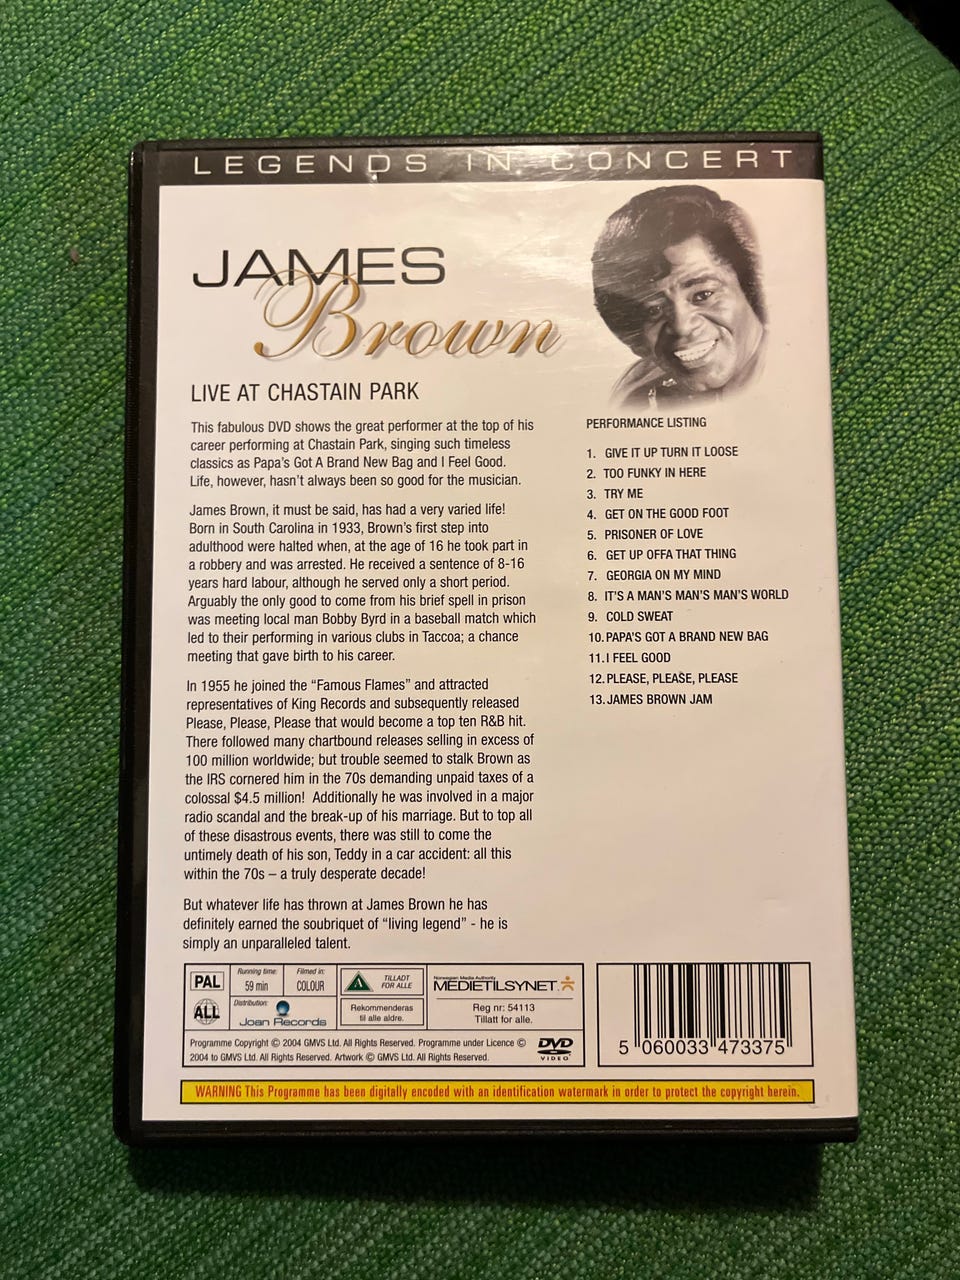 LEGENDS IN CONCERT
JAMES
Brown
LIVE AT CHASTAIN PARK
This fabulous DVD shows the great performer at the top of his
career performing at Chastain Park, singing such timeless
classics as Papa's Got A Brand New Bag and I Feel Good.
Life, however, hasn't always been so good for the musician.
James Brown, it must be said, has had a very varied life!
Born in South Carolina in 1933, Brown's first step into
adulthood were halted when, at the age of 16 he took part in
a robbery and was arrested. He received a sentence of 8-16
years hard labour, although he served only a short period.
Arguably the only good to come from his brief spell in prison
was meeting local man Bobby Byrd in a baseball match which
led to their performing in various clubs in Taccoa; a chance
meeting that gave birth to his career.
In 1955 he joined the “Famous Flames” and attracted
representatives of King Records and subsequently released
Please, Please, Please that would become a top ten R&B hit.
There followed many chartbound releases selling in excess of
100 million worldwide; but trouble seemed to stalk Brown as
the IRS cornered him in the 70s demanding unpaid taxes of a
colossal $4.5 million! Additionally he was involved in a major
radio scandal and the break-up of his marriage. But to top all
of these disastrous events, there was still to come the
untimely death of his son, Teddy in a car accident: all this
within the 70s – a truly desperate decade!
But whatever life has thrown at James Brown he has
definitely earned the soubriquet of “living legend” - he is
simply an unparalleled talent.
PERFORMANCE LISTING
1. GIVE IT UP TURN IT LOOSE
2. TOO FUNKY IN HERE
3. TRY ME
4. GET ON THE GOOD FOOT
5. PRISONER OF LOVE
6. GET UP OFFA THAT THING
7. GEORGIA ON MY MIND
8. IT'S A MAN'S MAN'S MAN'S WORLD
9. COLD SWEAT
10. PAPA'S GOT A BRAND NEW BAG
11. I FEEL GOOD
12. PLEASE, PLEASE, PLEASE
13. JAMES BROWN JAM
PAL
ALL
Running time:
59 min
Filmed in:
COLOUR
Distribution:
Joan Records
A
TILLADT
FOR ALLE
Rekommenderas
til alle aldre.
Norwegian Media Authority
MEDIETILSYNET
Reg nr: 54113
Tillatt for alle.
Programme Copyright © 2004 GMVS Ltd. All Rights Reserved. Programme under Licence ©
2004 to GMVS Ltd. All Rights Reserved. Artwork © GMVS Ltd. All Rights Reserved.
DVD
VIDEO
5 060033 473375
WARNING This Programme has been digitally encoded with an identification watermark in order to protect the copyright herein.